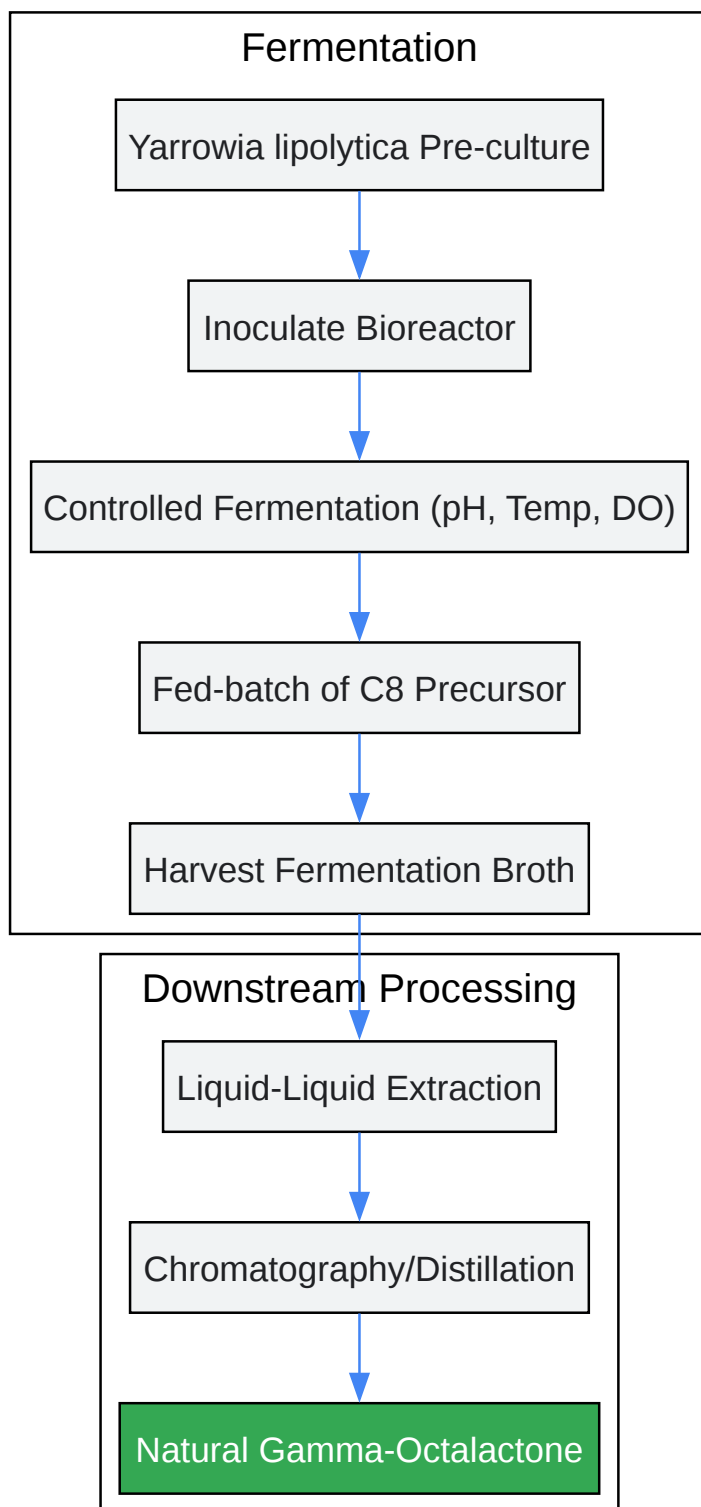 Fermentation
Yarrowia lipolytica Pre-culture
Inoculate Bioreactor
Controlled Fermentation (pH, Temp, DO)
Fed-batch of C8 Precursor
Harvest Fermentation Broth
Downstream Processing
Liquid-Liquid Extraction
Chromatography/Distillation
Natural Gamma-Octalactone